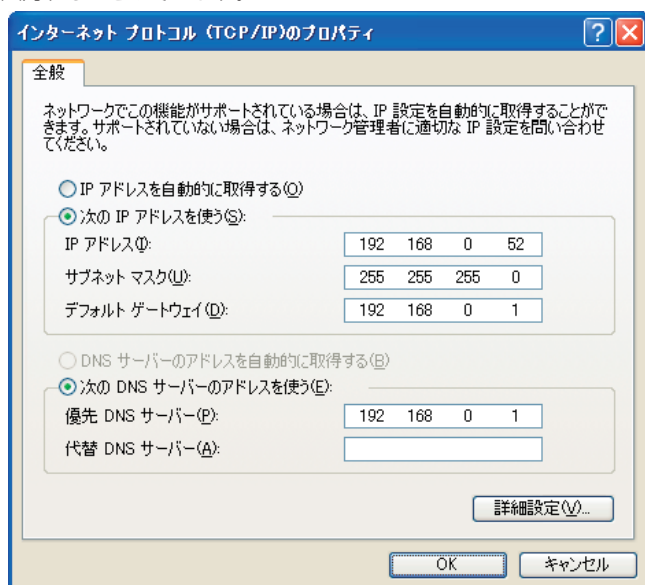 インターネット プロトコル (TCP/IP)のプロパティ
全般
ネットワークでこの機能がサポートされている場合は、IP 設定を自動的に取得することがで
きます。サポートされていない場合は、ネットワーク管理者に適切な IP 設定を問い合わせ
てください。
IP アドレスを自動的に取得する(O)
次の IP アドレスを使う(S):
IP アドレス(I): 192 168 0 52
サブネット マスク(U): 255 255 255 0
デフォルト ゲートウェイ(D): 192 168 0 1
DNS サーバーのアドレスを自動的に取得する(B)
次の DNS サーバーのアドレスを使う(E):
優先 DNS サーバー(P): 192 168 0 1
代替 DNS サーバー(A):
詳細設定(V)...
OK キャンセル